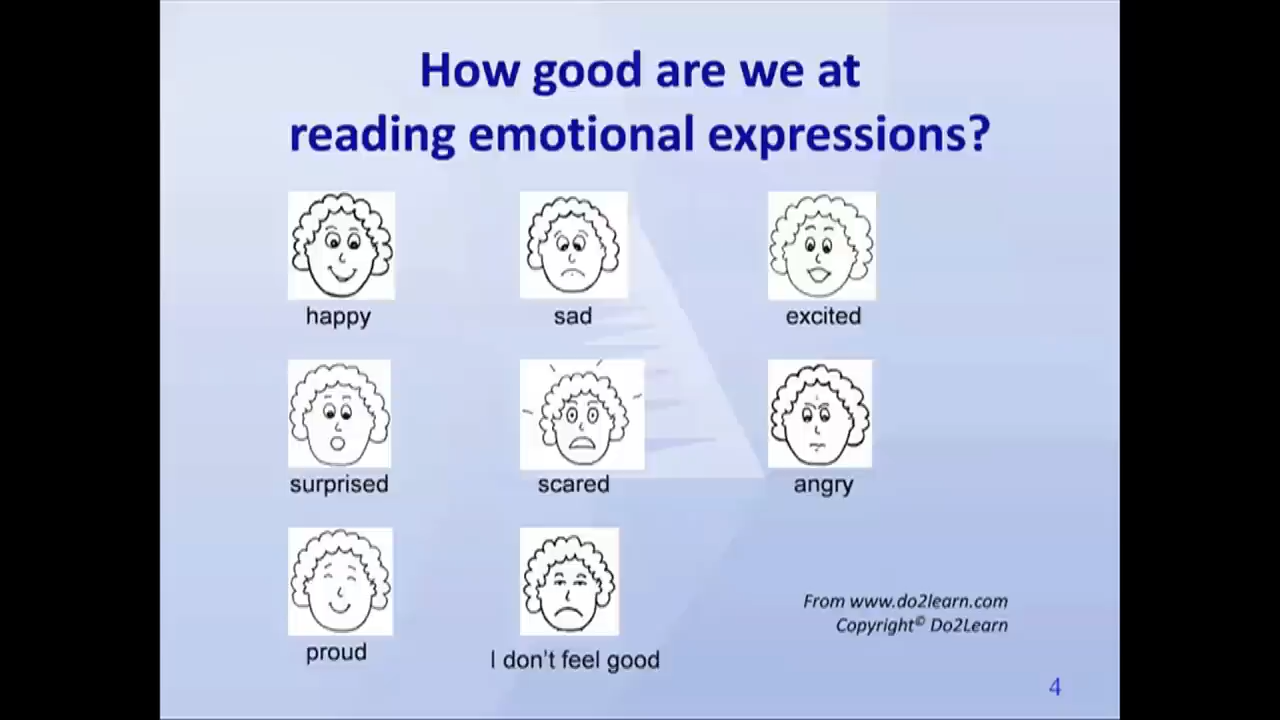 How good are we at
reading emotional expressions?
happy
sad
excited
surprised
scared
angry
proud
I don't feel good
From www.do2learn.com
Copyright© Do2Learn
4